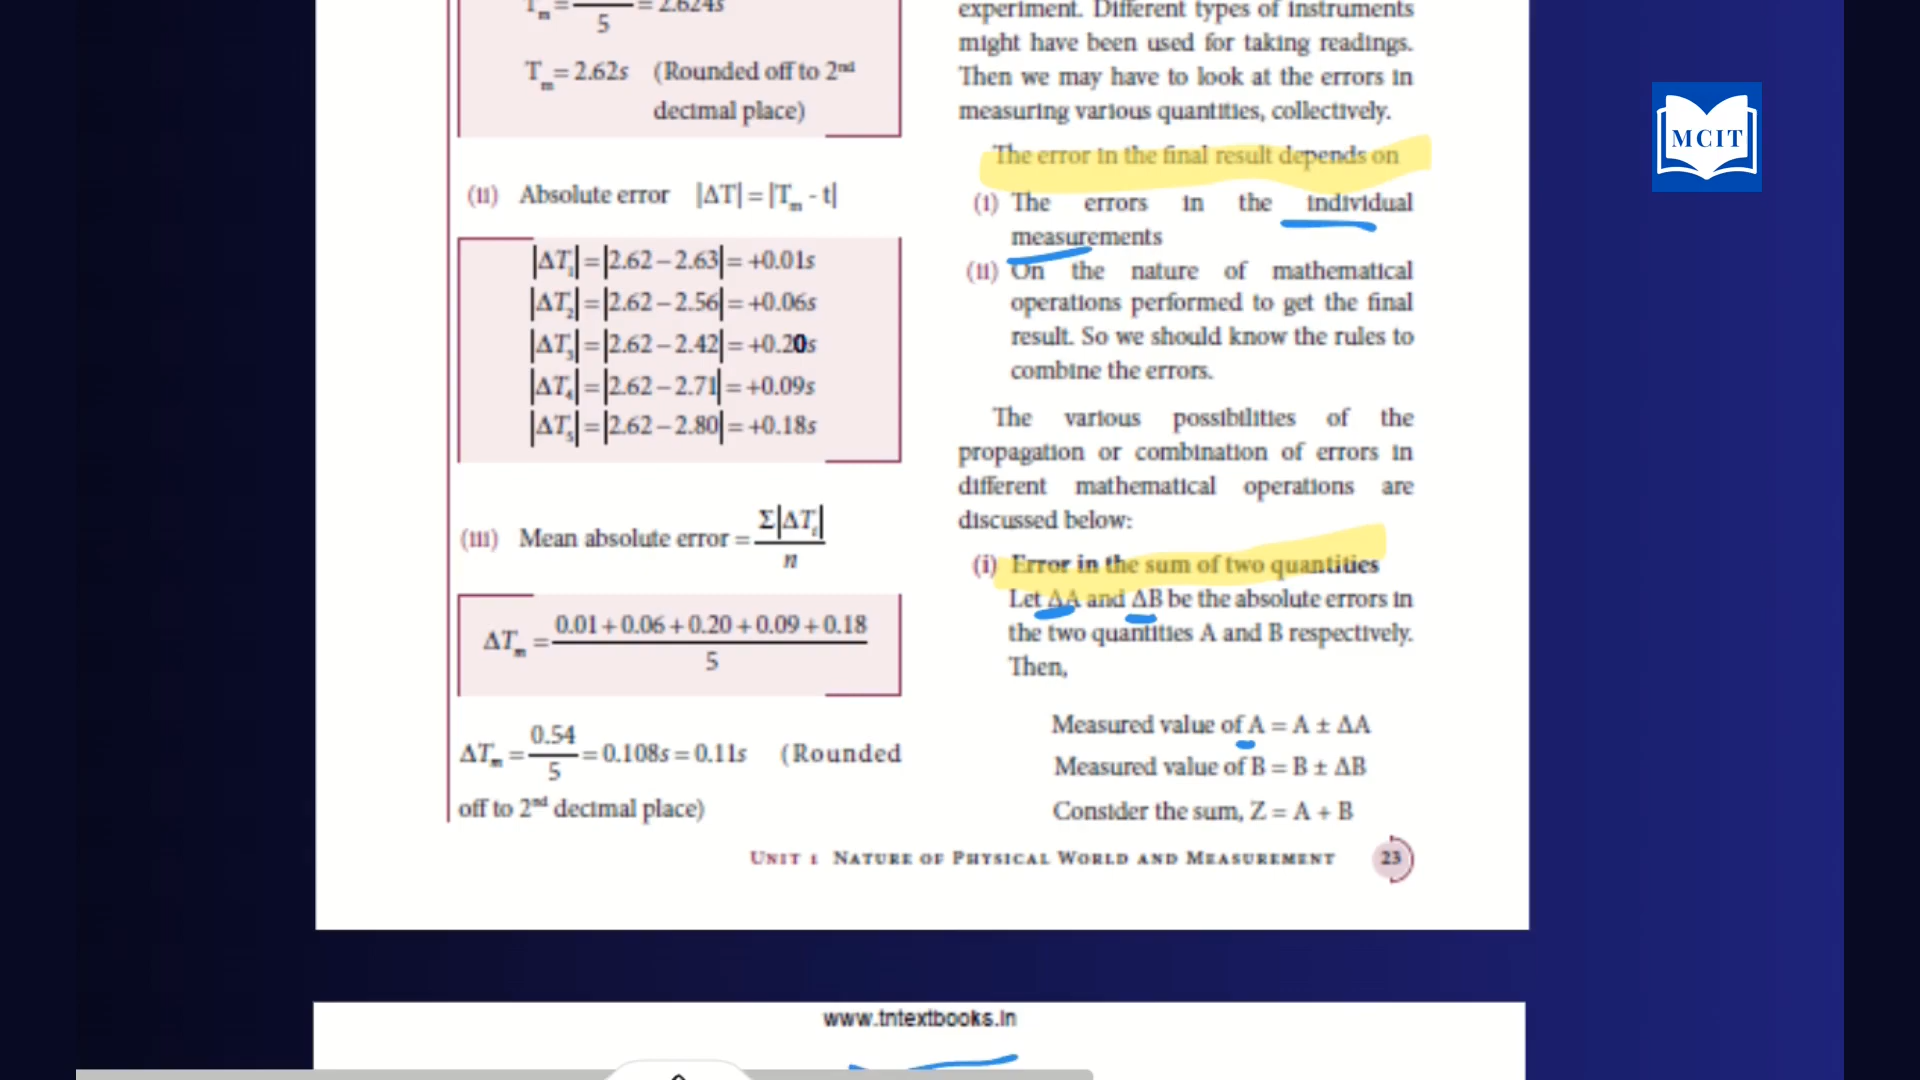 Tm = — = 2.624s
5
Tm = 2.62s (Rounded off to 2nd
decimal place)
(ii) Absolute error |ΔT| = |Tm - t|
|ΔT1| = |2.62 – 2.63| = +0.01s
|ΔT2| = |2.62 – 2.56| = +0.06s
|ΔT3| = |2.62 – 2.42| = +0.20s
|ΔT4| = |2.62 – 2.71| = +0.09s
|ΔT5| = |2.62 – 2.80| = +0.18s
(iii) Mean absolute error = Σ|ΔTi| / n
ΔTm = 0.01 + 0.06 + 0.20 + 0.09 + 0.18 / 5
ΔTm = 0.54 / 5 = 0.108s = 0.11s (Rounded
off to 2nd decimal place)
experiment. Different types of instruments
might have been used for taking readings.
Then we may have to look at the errors in
measuring various quantities, collectively.
The error in the final result depends on
(i) The errors in the individual
measurements
(ii) On the nature of mathematical
operations performed to get the final
result. So we should know the rules to
combine the errors.
The various possibilities of the
propagation or combination of errors in
different mathematical operations are
discussed below:
(i) Error in the sum of two quantities
Let ΔA and ΔB be the absolute errors in
the two quantities A and B respectively.
Then,
Measured value of A = A ± ΔA
Measured value of B = B ± ΔB
Consider the sum, Z = A + B
UNIT 1 NATURE OF PHYSICAL WORLD AND MEASUREMENT 23
www.tntextbooks.in
MCIT